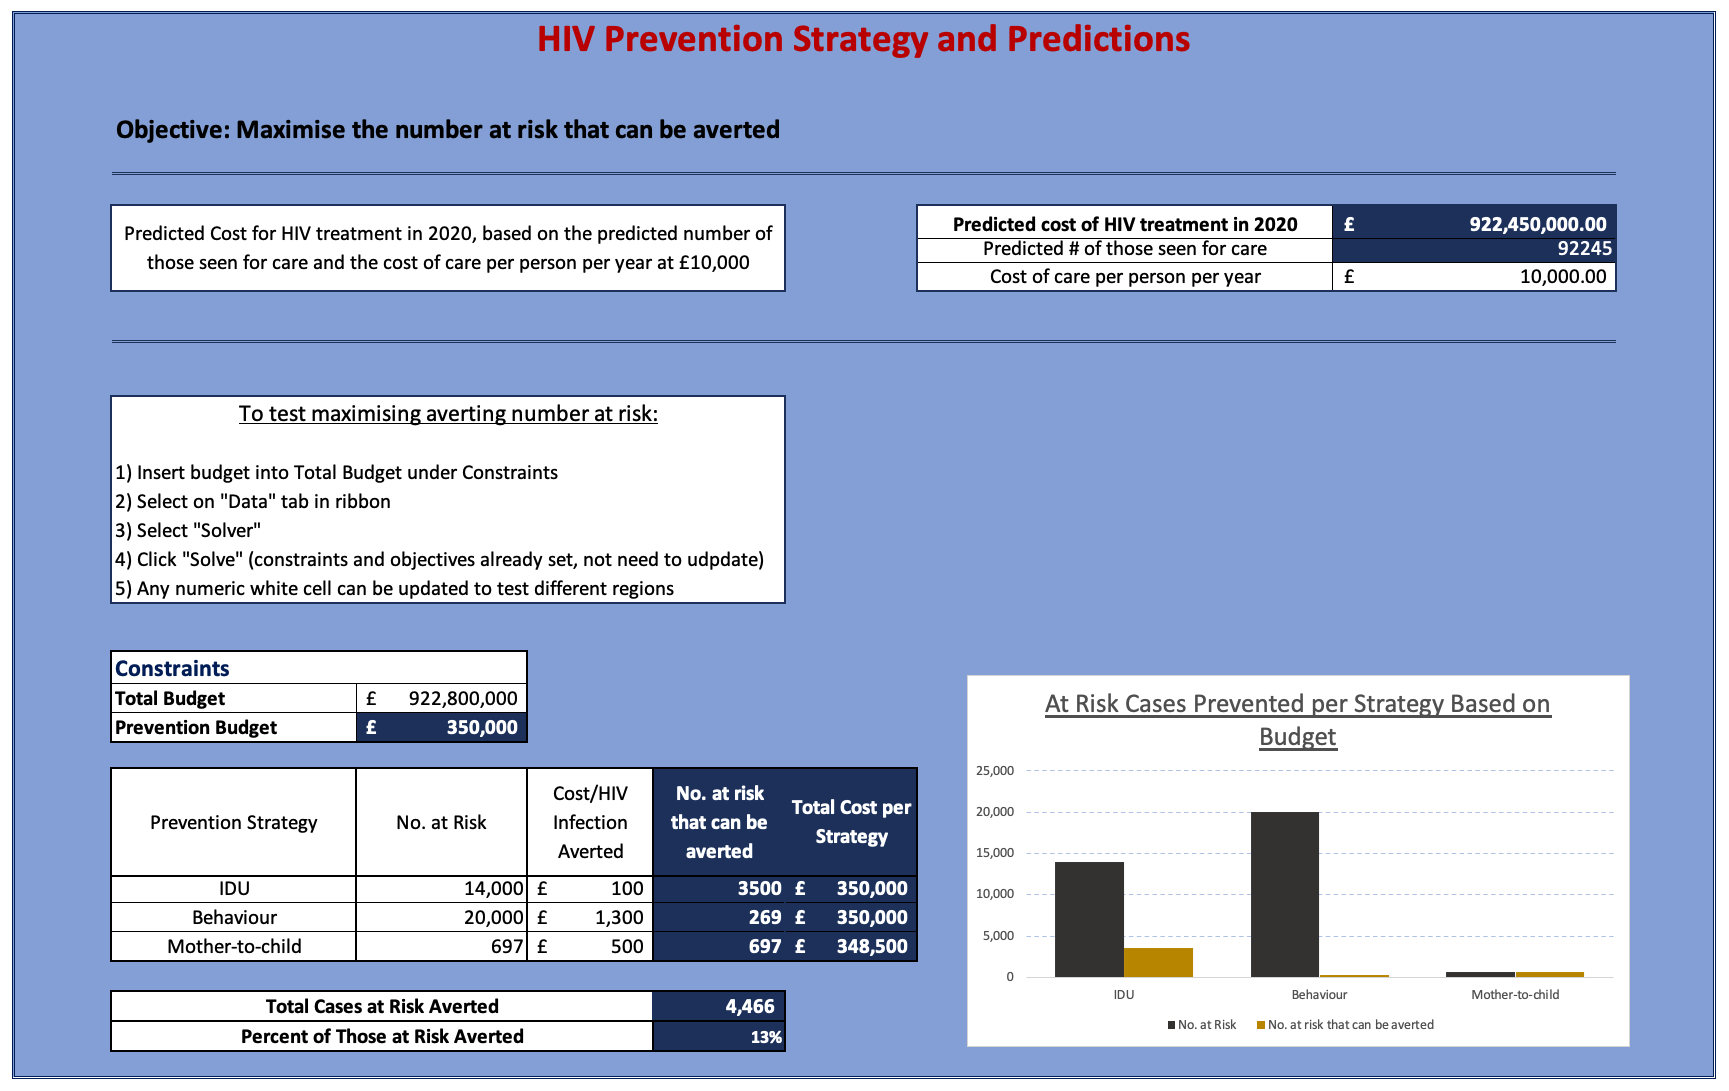 HIV Prevention Strategy and Predictions
Objective: Maximise the number at risk that can be averted
Predicted Cost for HIV treatment in 2020, based on the predicted number of
those seen for care and the cost of care per person per year at £10,000
Predicted cost of HIV treatment in 2020 £ 922,450,000.00
Predicted # of those seen for care 92245
Cost of care per person per year £ 10,000.00
To test maximising averting number at risk:
1) Insert budget into Total Budget under Constraints
2) Select on "Data" tab in ribbon
3) Select "Solver"
4) Click "Solve" (constraints and objectives already set, not need to udpdate)
5) Any numeric white cell can be updated to test different regions
Constraints
Total Budget £ 922,800,000
Prevention Budget £ 350,000
Prevention Strategy
No. at Risk
Cost/HIV
Infection
Averted
No. at risk
that can be
averted
Total Cost per
Strategy
IDU 14,000 £ 100 3500 £ 350,000
Behaviour 20,000 £ 1,300 269 £ 350,000
Mother-to-child 697 £ 500 697 £ 348,500
Total Cases at Risk Averted 4,466
Percent of Those at Risk Averted 13%
At Risk Cases Prevented per Strategy Based on
Budget
25,000
20,000
15,000
10,000
5,000
0
IDU Behaviour Mother-to-child
No. at Risk No. at risk that can be averted